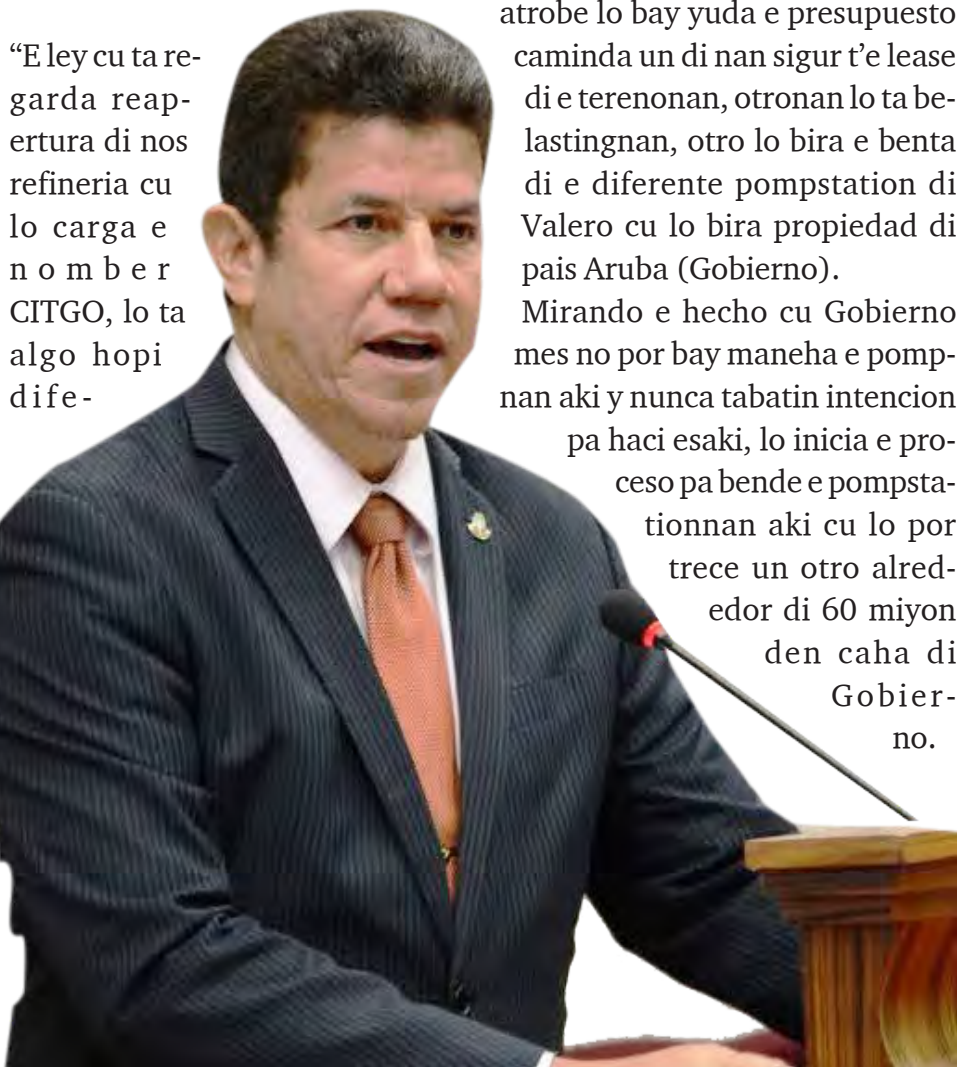 “E ley cu ta re-
garda reap-
ertura di nos
refineria cu
lo carga e
nomber
CITGO, lo ta
algo hopi
dife-
atrobe lo bay yuda e presupuesto
caminda un di nan sigur t’e lease
di e terenonan, otronan lo ta be-
lastingnan, otro lo bira e benta
di e diferente pompstation di
Valero cu lo bira propiedad di
pais Aruba (Gobierno).
Mirando e hecho cu Gobierno
mes no por bay maneha e pomp-
nan aki y nunca tabatin intencion
pa haci esaki, lo inicia e pro-
ceso pa bende e pompsta-
tionnan aki cu lo por
trece un otro alred-
edor di 60 miyon
den caha di
Gobier-
no.